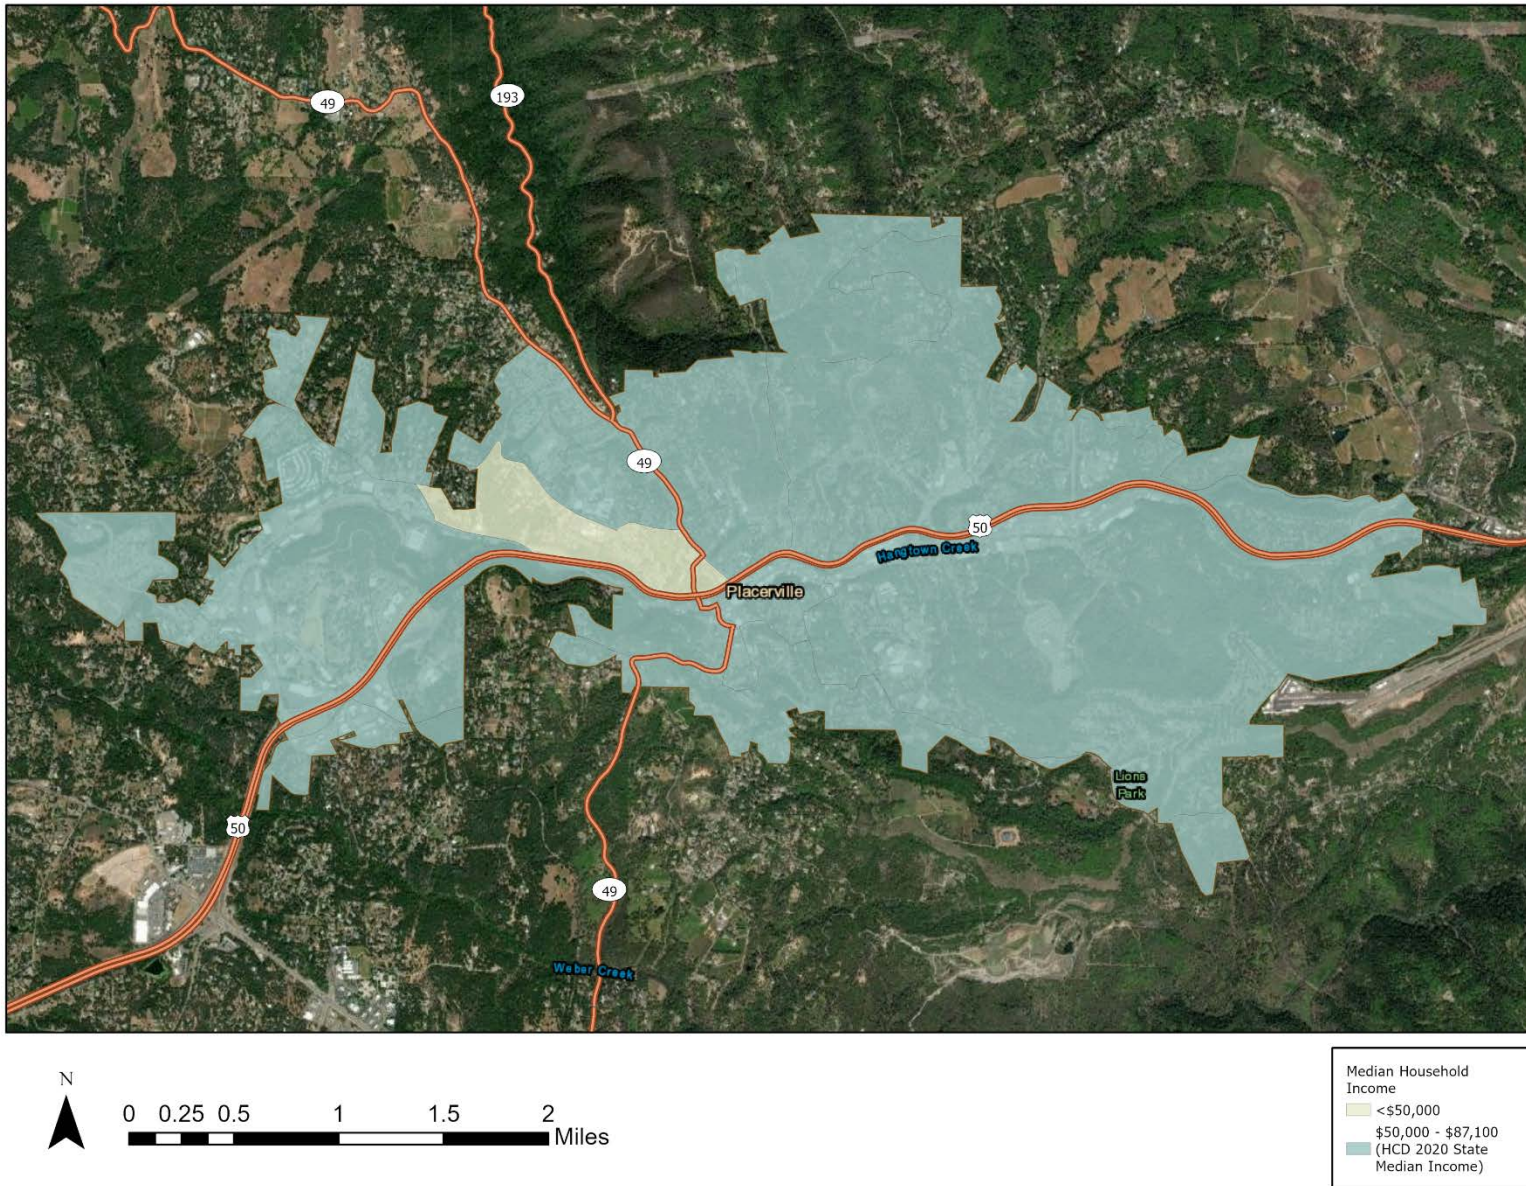 49
193
49
50
Hangtown Creek
Placerville
Lions
Park
50
49
Weber Creek
N
0 0.25 0.5 1 1.5 2
Miles
Median Household
Income
<$50,000
$50,000 - $87,100
(HCD 2020 State
Median Income)